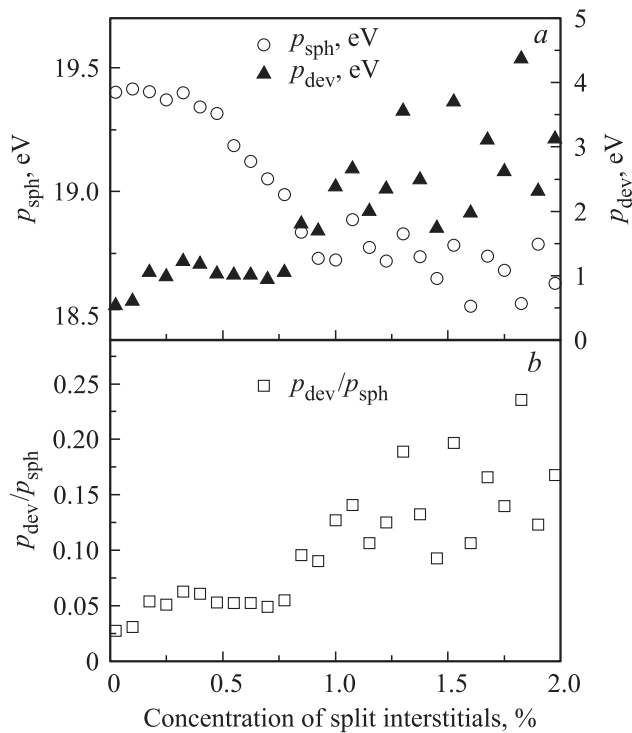 a
p_sph, eV
p_dev, eV
19.5
19.0
18.5
p_sph, eV
5
4
3
2
1
0
p_dev, eV
b
p_dev/p_sph
0.25
0.20
0.15
0.10
0.05
0
p_dev/p_sph
0 0.5 1.0 1.5 2.0
Concentration of split interstitials, %